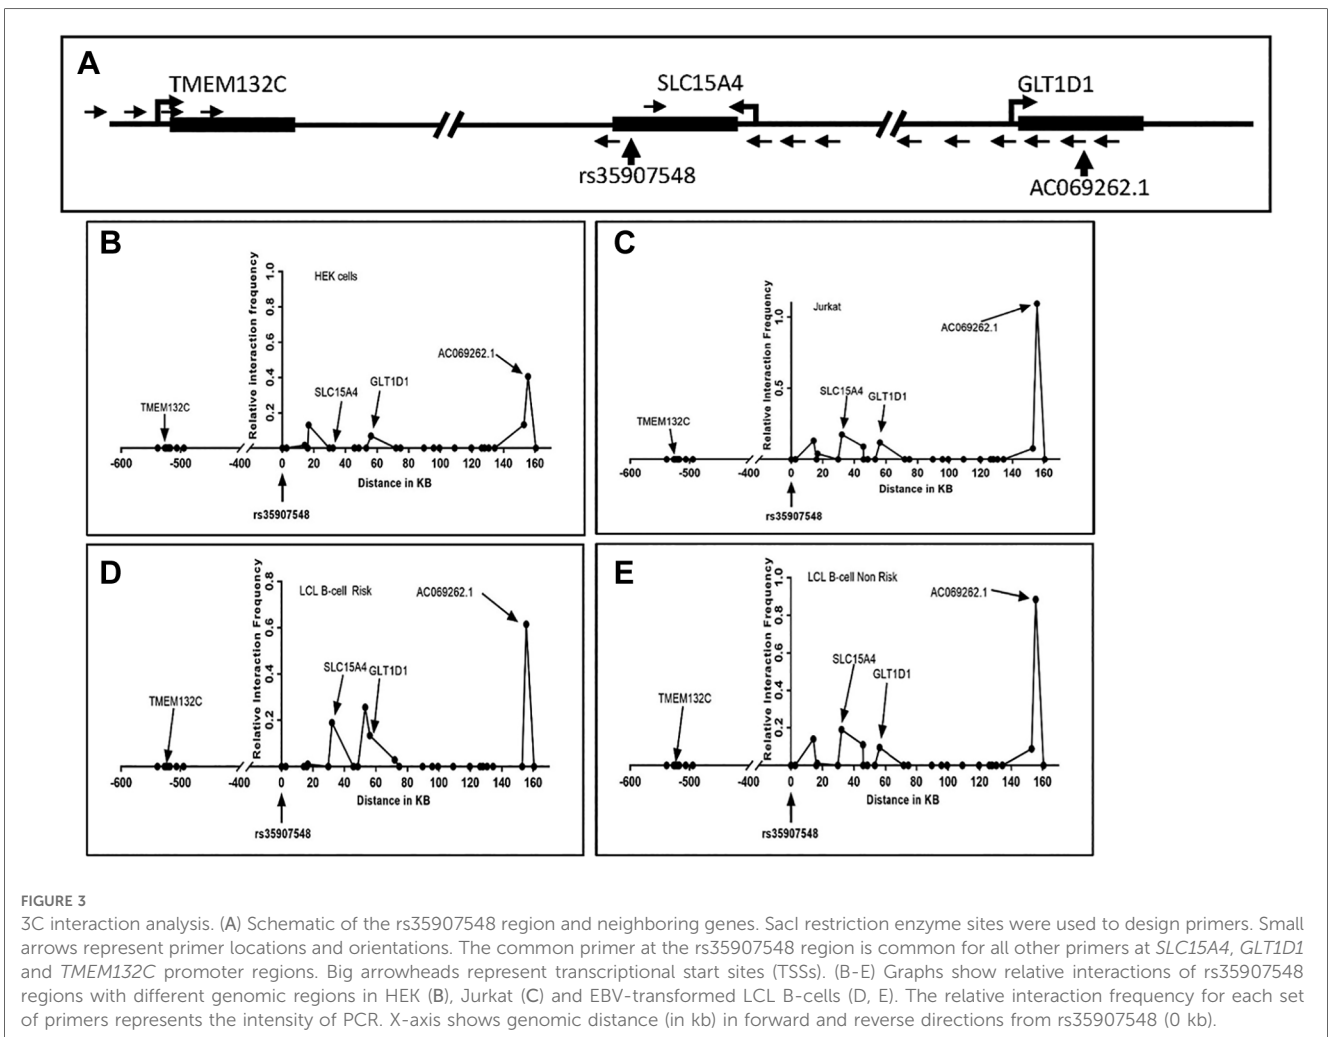 A
TMEM132C
SLC15A4
GLT1D1
rs35907548
AC069262.1
B
Relative interaction frequency
1.0
0.8
0.6
0.4
0.2
HEK cells
AC069262.1
GLT1D1
SLC15A4
TMEM132C
-600 -500 -400 0 20 40 60 80 100 120 140 160
Distance in KB
rs35907548
C
Relative Interaction Frequency
1.0
0.5
Jurkat
AC069262.1
SLC15A4
GLT1D1
TMEM132C
-600 -500 -400 0 20 40 60 80 100 120 140 160
Distance in KB
rs35907548
D
Relative Interaction Frequency
0.8
0.6
0.4
0.2
LCL B-cell Risk
AC069262.1
SLC15A4 GLT1D1
TMEM132C
-600 -500 -400 0 20 40 60 80 100 120 140 160
Distance in KB
rs35907548
E
Relative Interaction Frequency
1.0
0.8
0.6
0.4
0.2
LCL B-cell Non Risk
AC069262.1
SLC15A4
GLT1D1
TMEM132C
-600 -500 -400 0 20 40 60 80 100 120 140 160
Distance in KB
rs35907548
FIGURE 3
3C interaction analysis. (A) Schematic of the rs35907548 region and neighboring genes. SacI restriction enzyme sites were used to design primers. Small
arrows represent primer locations and orientations. The common primer at the rs35907548 region is common for all other primers at SLC15A4, GLT1D1
and TMEM132C promoter regions. Big arrowheads represent transcriptional start sites (TSSs). (B-E) Graphs show relative interactions of rs35907548
regions with different genomic regions in HEK (B), Jurkat (C) and EBV-transformed LCL B-cells (D, E). The relative interaction frequency for each set
of primers represents the intensity of PCR. X-axis shows genomic distance (in kb) in forward and reverse directions from rs35907548 (0 kb).